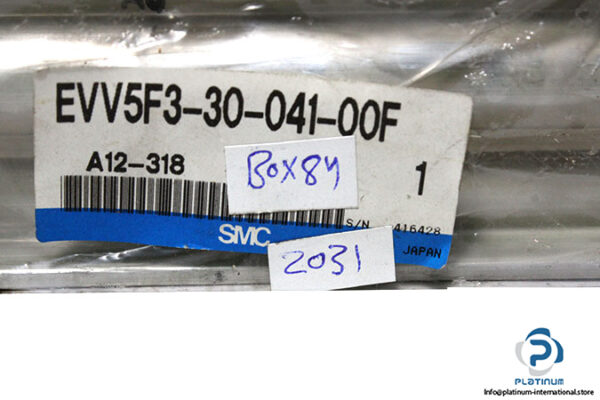 EVV5F3-30-041-00F
A12-318
BOX84
1
S/N 416428
SMC
JAPAN
2031
PLATINUM
Info@platinum-international.store